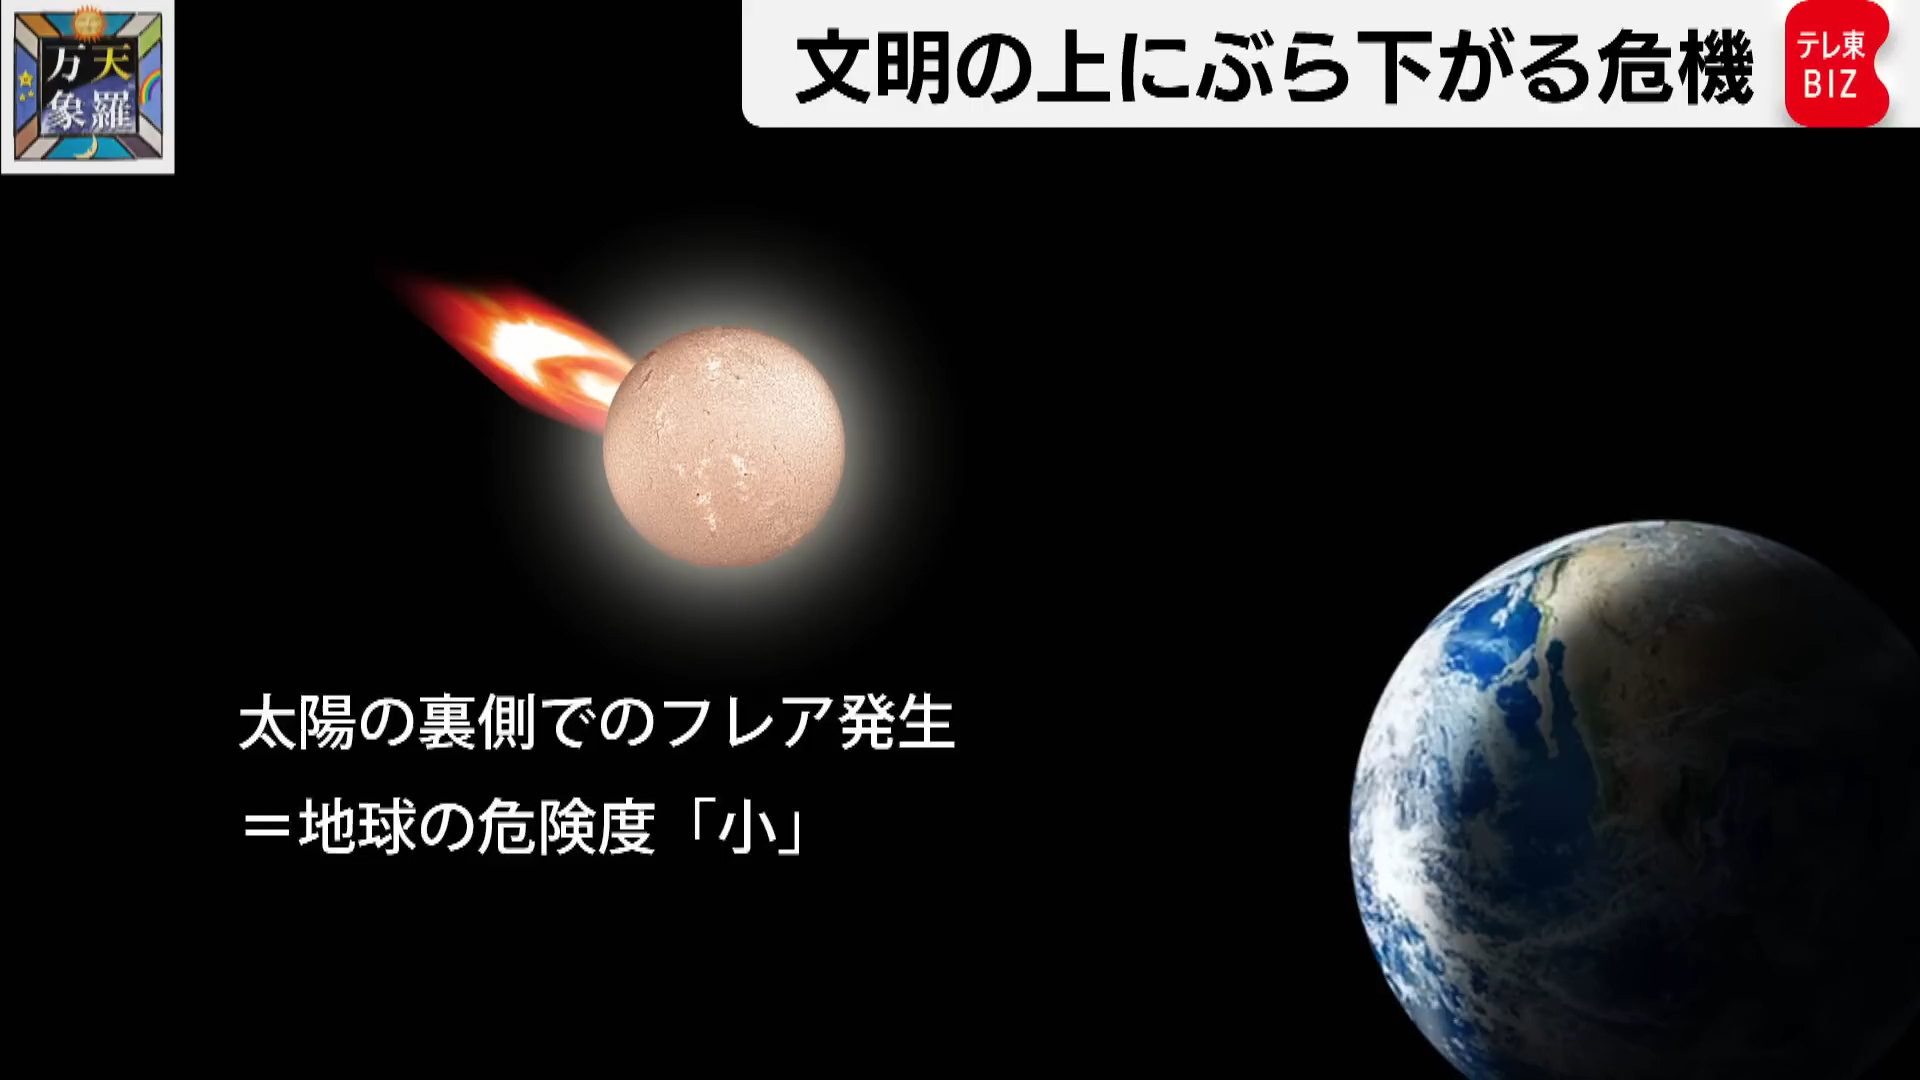 天羅
万象
文明の上にぶら下がる危機
テレ東
BIZ
太陽の裏側でのフレア発生
＝地球の危険度「小」